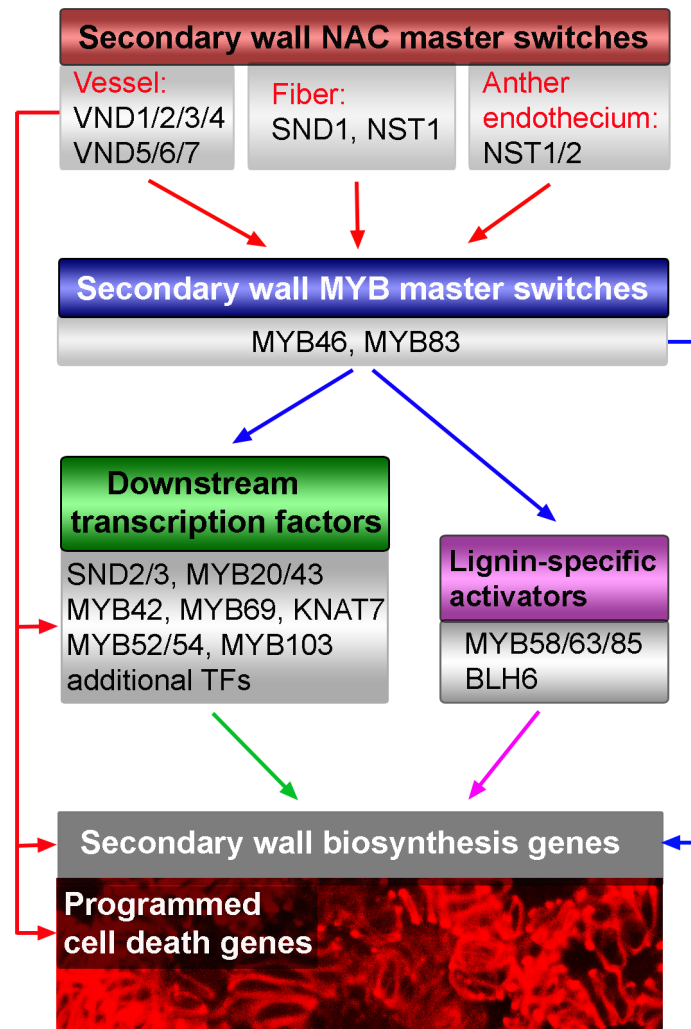 Secondary wall NAC master switches
Vessel:
VND1/2/3/4
VND5/6/7
Fiber:
SND1, NST1
Anther
endothecium:
NST1/2
Secondary wall MYB master switches
MYB46, MYB83
Downstream
transcription factors
SND2/3, MYB20/43
MYB42, MYB69, KNAT7
MYB52/54, MYB103
additional TFs
Lignin-specific
activators
MYB58/63/85
BLH6
Secondary wall biosynthesis genes
Programmed
cell death genes